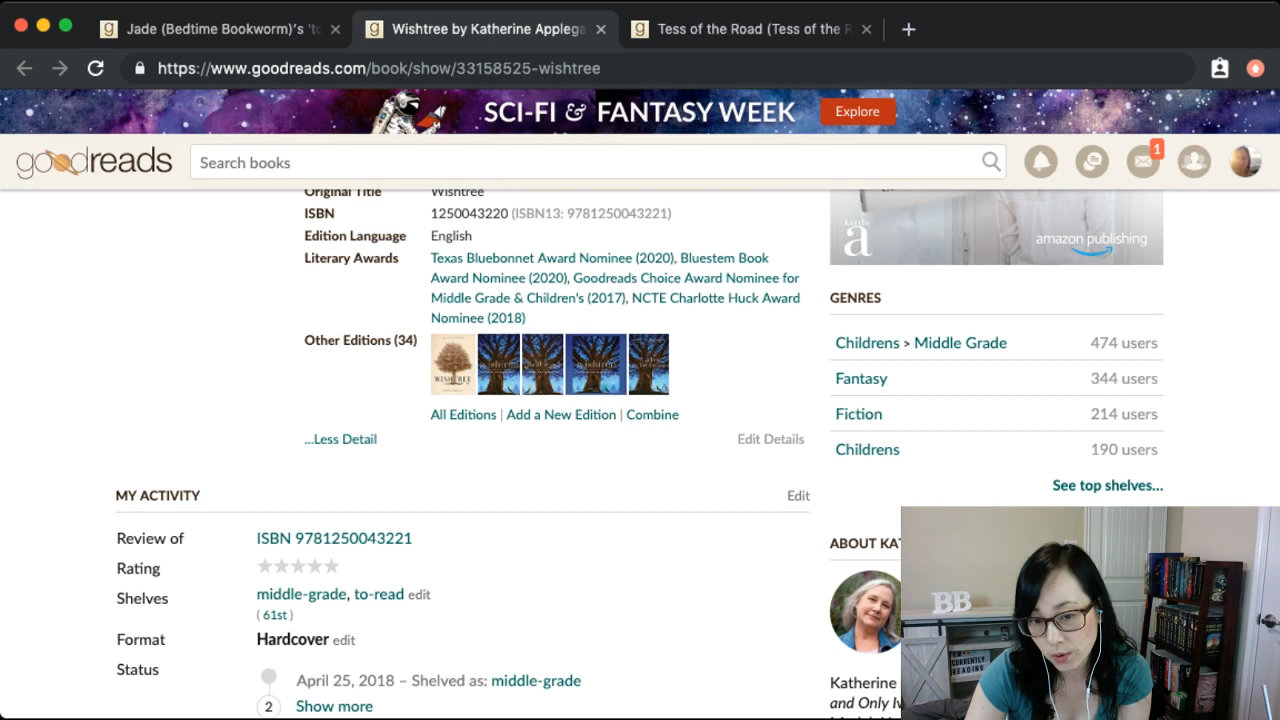 Jade (Bedtime Bookworm)'s 'to
Wishtree by Katherine Applega
Tess of the Road (Tess of the R
https://www.goodreads.com/book/show/33158525-wishtree
SCI-FI & FANTASY WEEK
Explore
goodreads
Search books
1
Original Title Wishtree
ISBN 1250043220 (ISBN13: 9781250043221)
Edition Language English
Literary Awards Texas Bluebonnet Award Nominee (2020), Bluestem Book
Award Nominee (2020), Goodreads Choice Award Nominee for
Middle Grade & Children's (2017), NCTE Charlotte Huck Award
Nominee (2018)
Other Editions (34)
WISHTREE
All Editions | Add a New Edition | Combine
...Less Detail Edit Details
MY ACTIVITY Edit
Review of ISBN 9781250043221
Rating
Shelves middle-grade, to-read edit
( 61st )
Format Hardcover edit
Status
April 25, 2018 – Shelved as: middle-grade
2 Show more
Little
a
amazon publishing
GENRES
Childrens > Middle Grade 474 users
Fantasy 344 users
Fiction 214 users
Childrens 190 users
See top shelves...
ABOUT KA
Katherine
and Only Iv
BB
CURRENTLY
READING